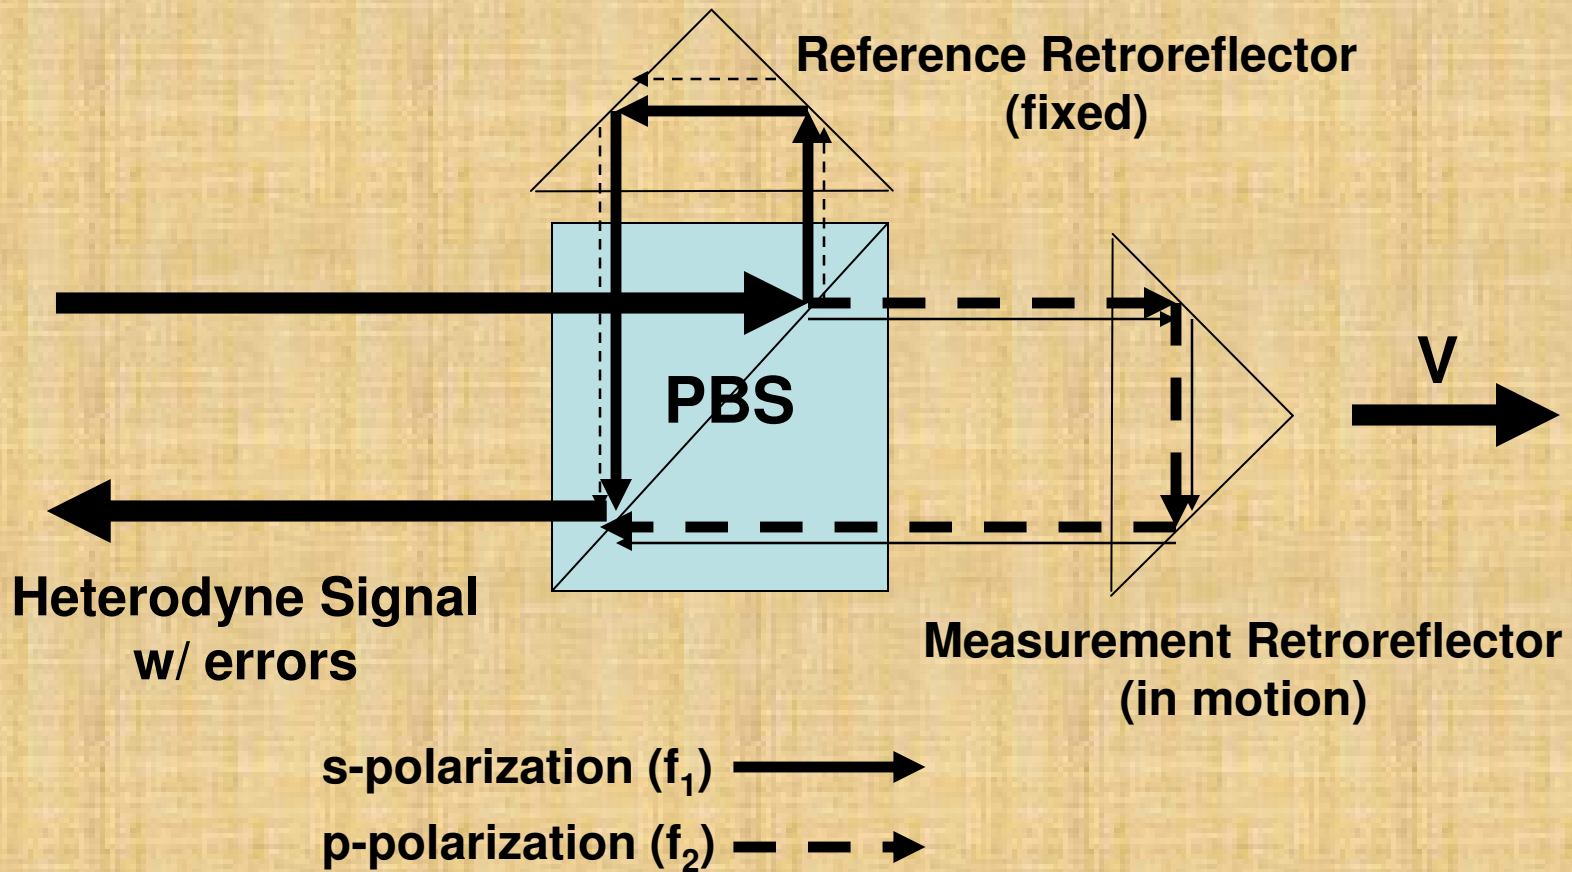 Reference Retroreflector
(fixed)
PBS
V
Heterodyne Signal
w/ errors
Measurement Retroreflector
(in motion)
s-polarization (f₁)
p-polarization (f₂)